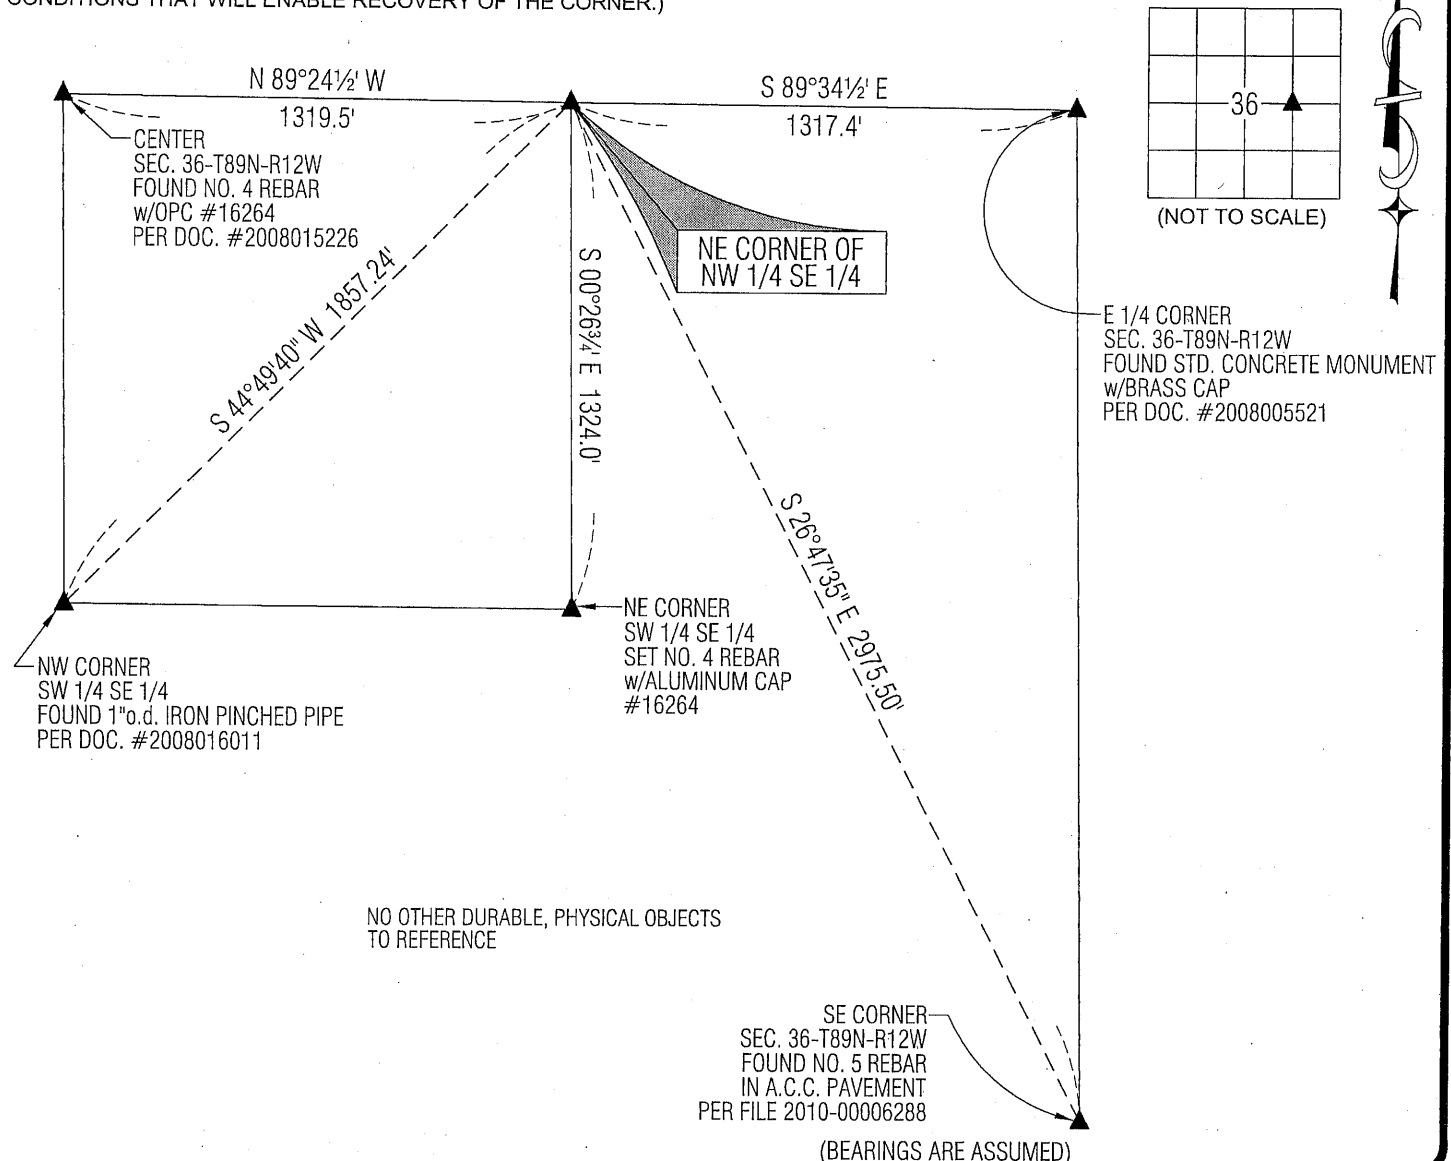 CONDITIONS THAT WILL ENABLE RECOVERY OF THE CORNER.)
N 89°24½' W
1319.5'
S 89°34½' E
1317.4'
36
(NOT TO SCALE)
CENTER
SEC. 36-T89N-R12W
FOUND NO. 4 REBAR
w/OPC #16264
PER DOC. #2008015226
S 44°49'40" W 1857.24'
S 00°26¾' E 1324.0'
NE CORNER OF
NW 1/4 SE 1/4
E 1/4 CORNER
SEC. 36-T89N-R12W
FOUND STD. CONCRETE MONUMENT
w/BRASS CAP
PER DOC. #2008005521
S 26°47'35" E 2975.50'
NE CORNER
SW 1/4 SE 1/4
SET NO. 4 REBAR
w/ALUMINUM CAP
#16264
NW CORNER
SW 1/4 SE 1/4
FOUND 1"o.d. IRON PINCHED PIPE
PER DOC. #2008016011
NO OTHER DURABLE, PHYSICAL OBJECTS
TO REFERENCE
SE CORNER
SEC. 36-T89N-R12W
FOUND NO. 5 REBAR
IN A.C.C. PAVEMENT
PER FILE 2010-00006288
(BEARINGS ARE ASSUMED)